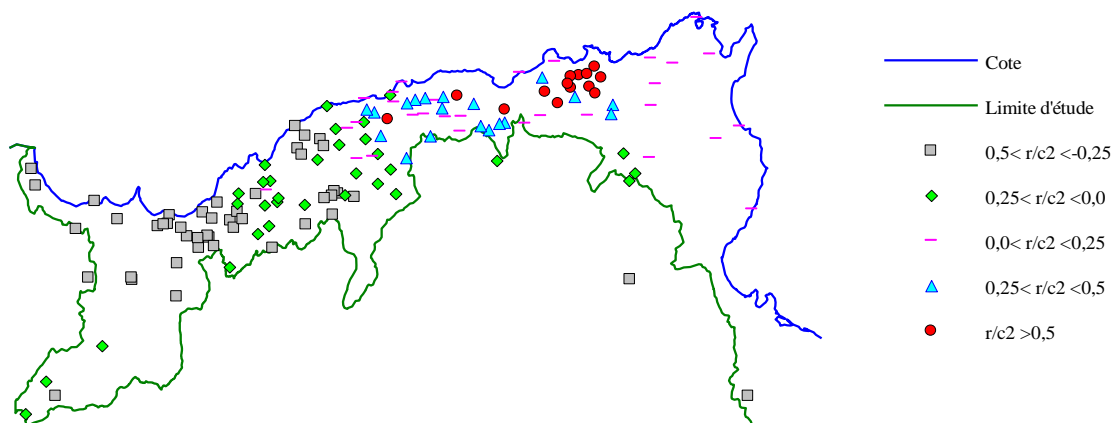 Cote
Limite d'étude
0,5< r/c2 <-0,25
0,25< r/c2 <0,0
0,0< r/c2 <0,25
0,25< r/c2 <0,5
r/c2 >0,5